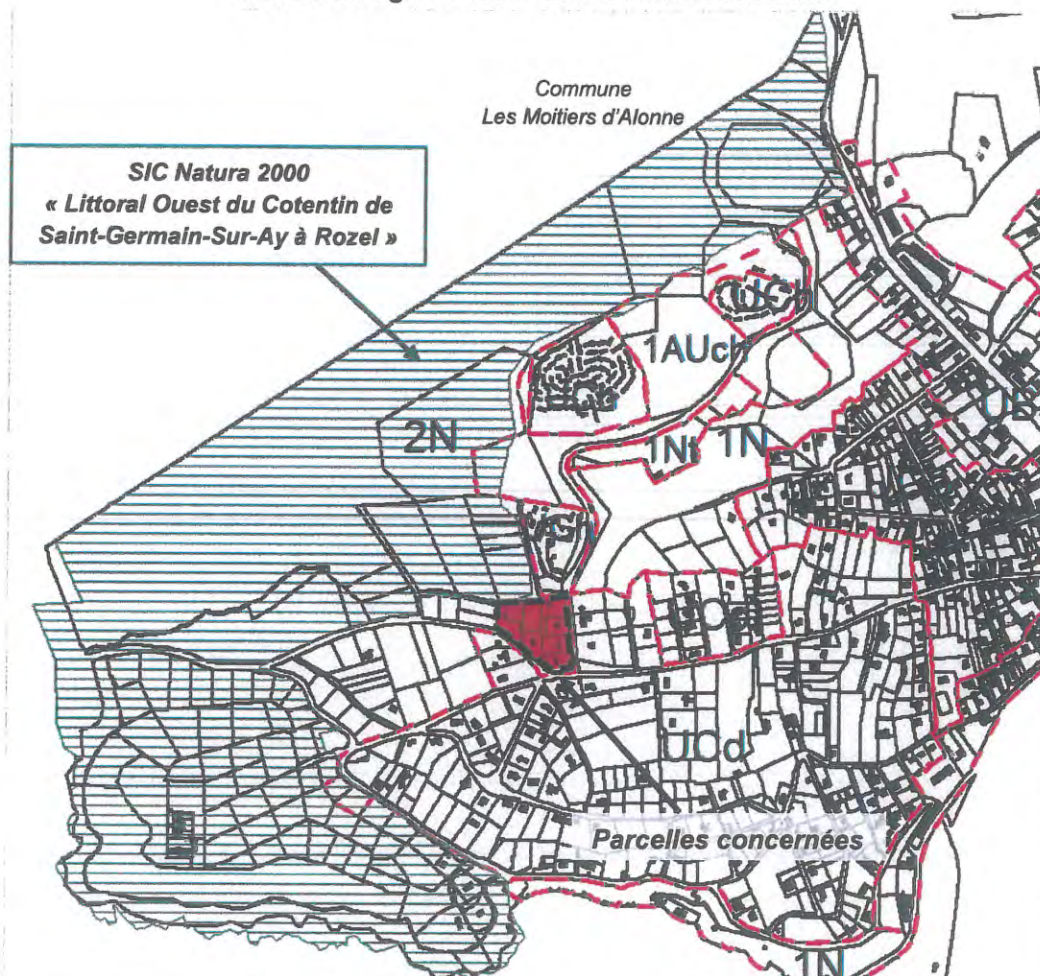 Commune
Les Moitiers d'Alonne
SIC Natura 2000
« Littoral Ouest du Cotentin de
Saint-Germain-Sur-Ay à Rozel »
1AUch
2N
1Nt
1N
UCd
Parcelles concernées
1N